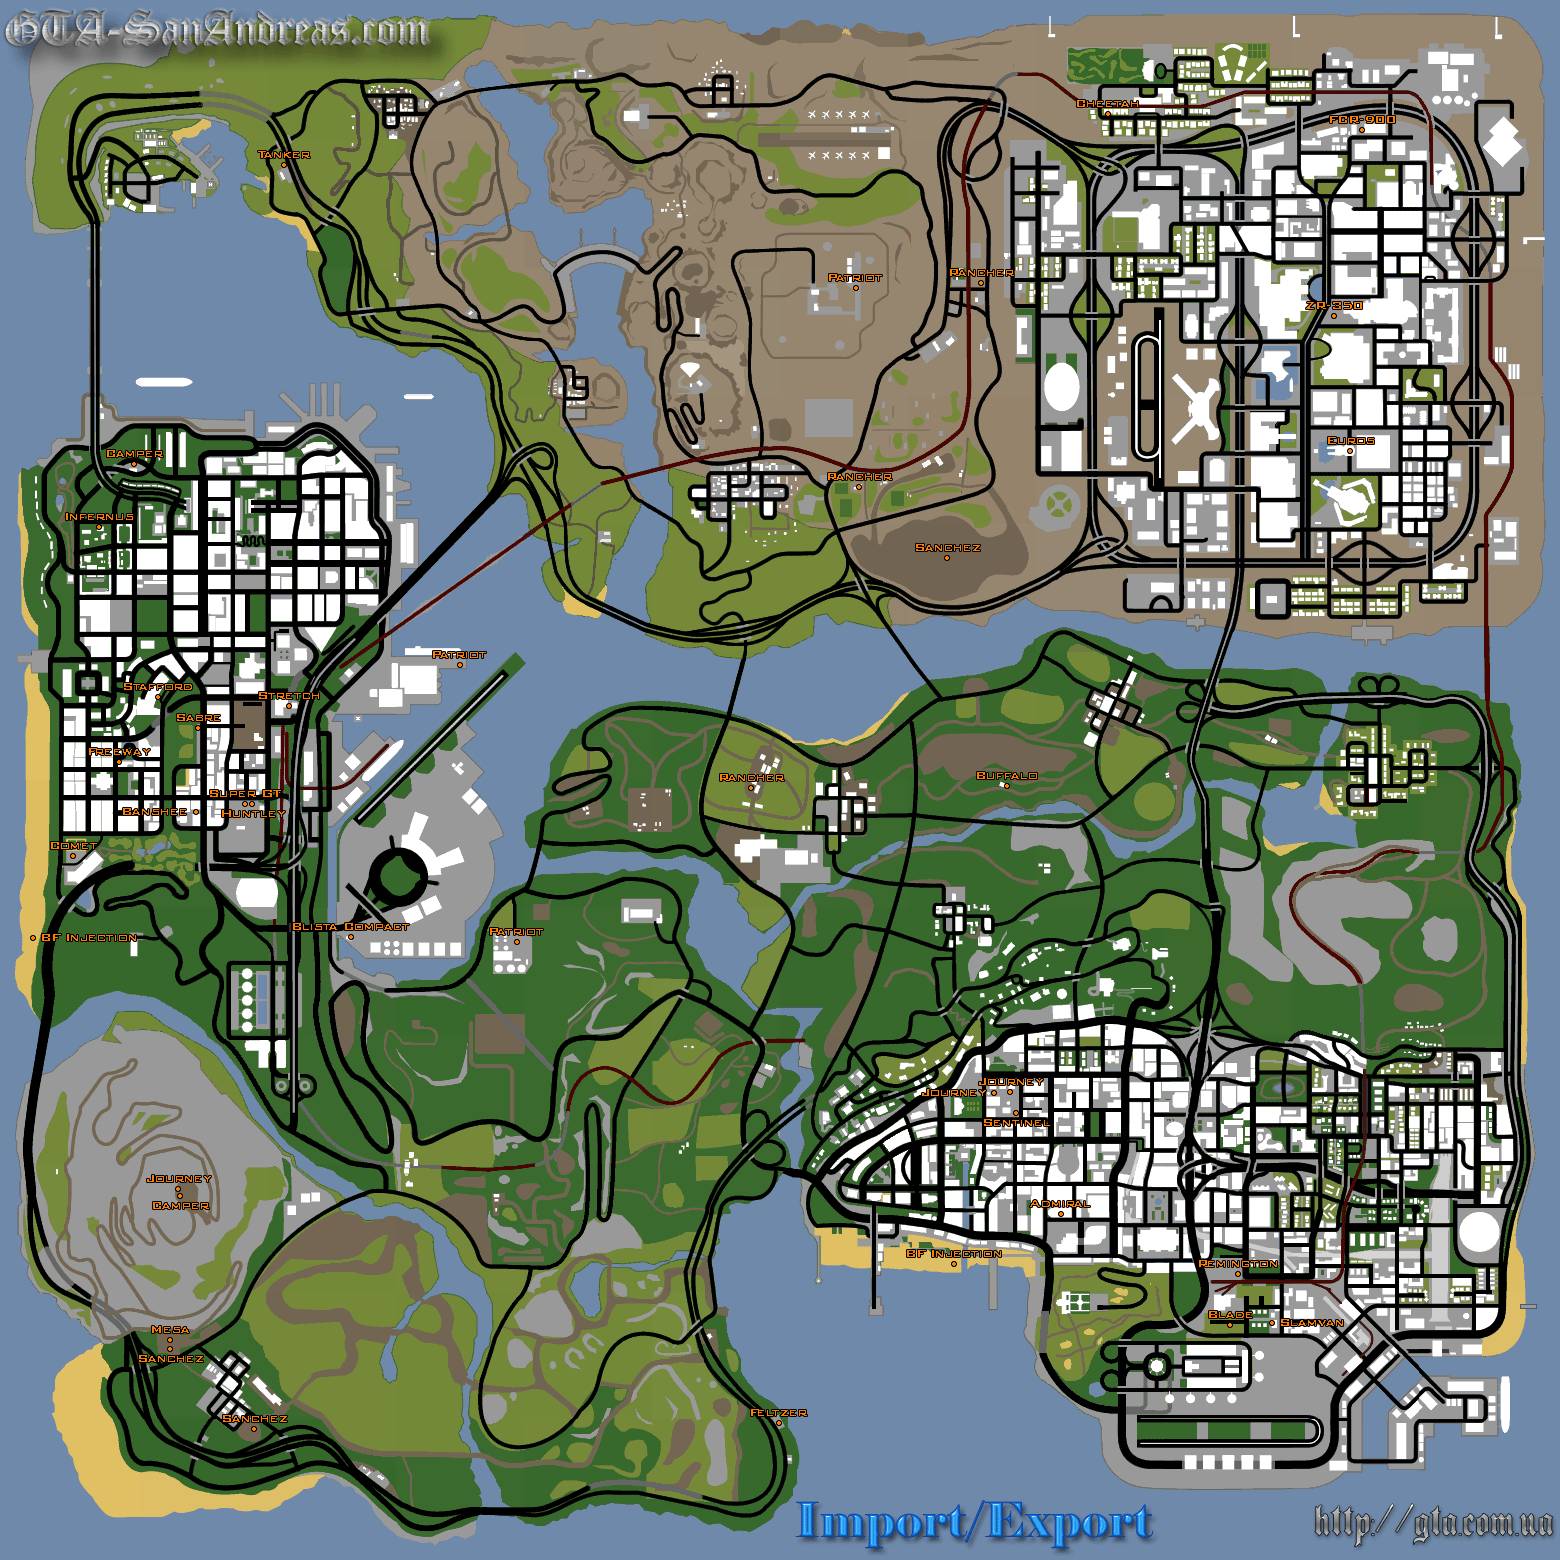 GTA-SanAndreas.com
Cheetah
FCR-900
Tanker
Patriot
Rancher
ZR-350
Euros
Camper
Rancher
Infernus
Sanchez
Patriot
Stafford
Stretch
Sabre
Freeway
Rancher
Buffalo
Super GT
Banshee
Huntley
Comet
BF Injection
Blista Compact
Patriot
Journey
Journey
Sentinel
Journey
Camper
Admiral
BF Injection
Remington
Blade
Slamvan
Mesa
Sanchez
Sanchez
Feltzer
Import/Export
http://gta.com.ua